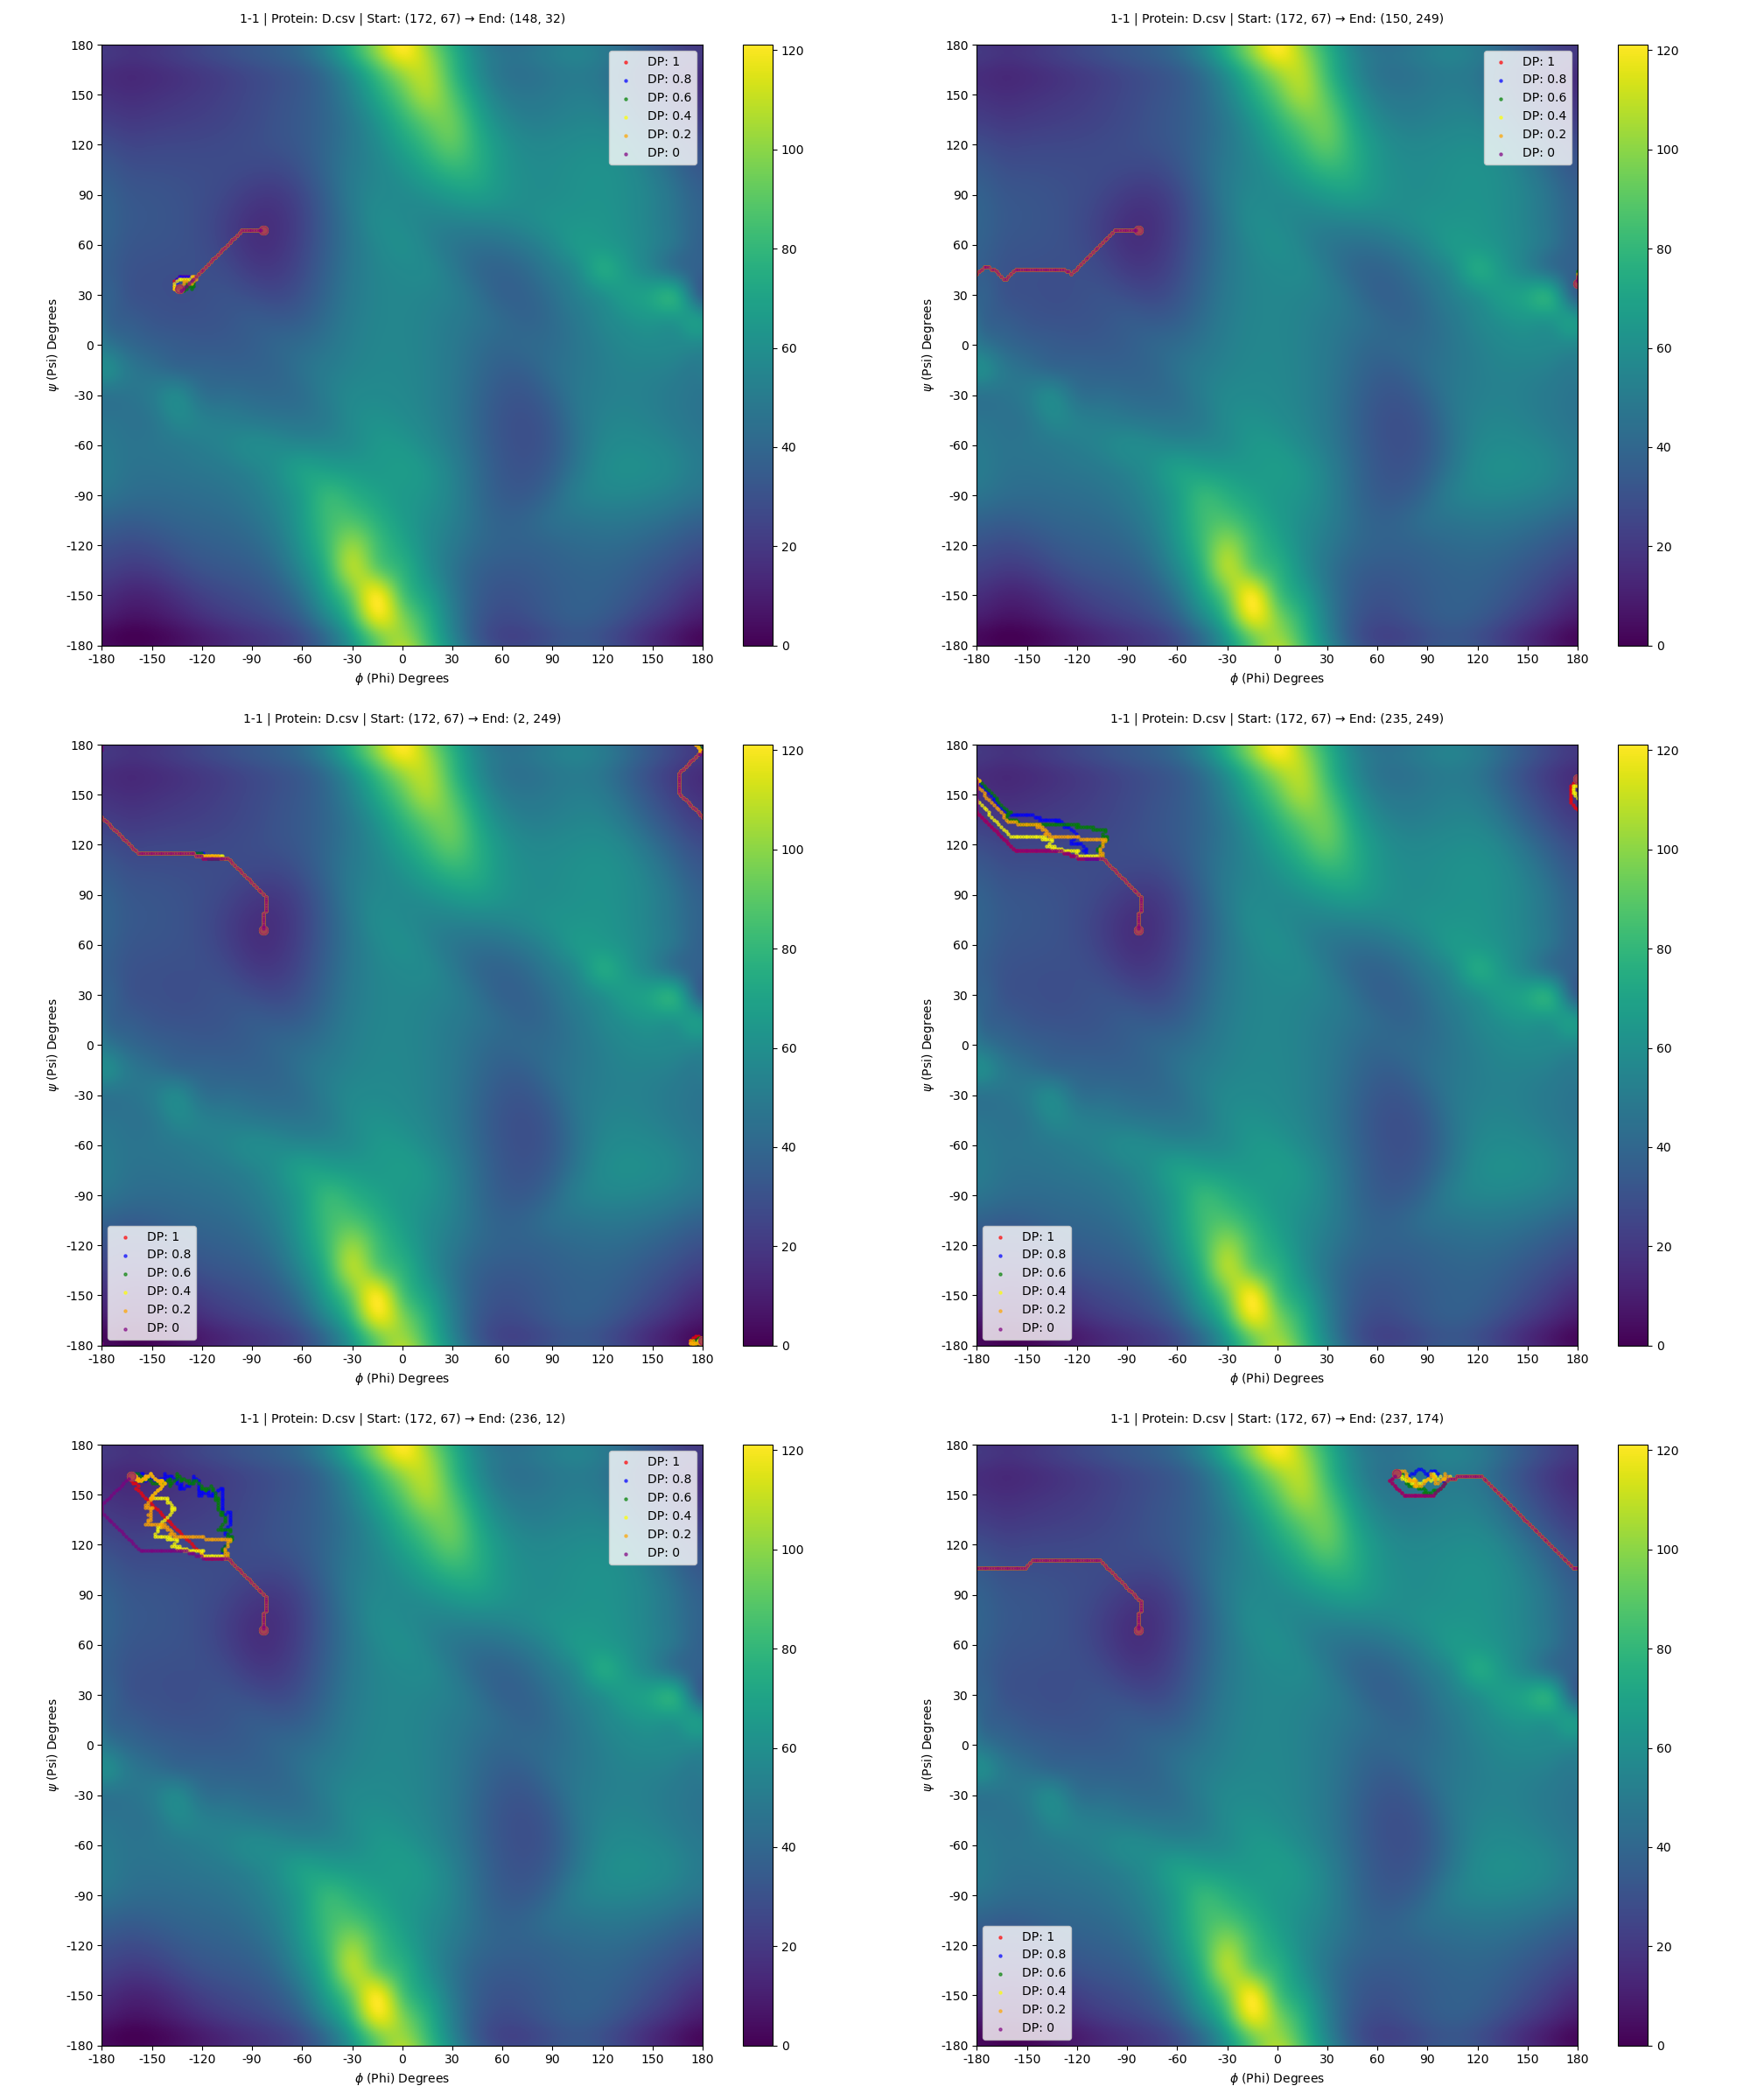 1-1 | Protein: D.csv | Start: (172, 67) → End: (148, 32)
DP: 1
DP: 0.8
DP: 0.6
DP: 0.4
DP: 0.2
DP: 0
180
150
120
90
60
30
0
-30
-60
-90
-120
-150
-180
ψ (Psi) Degrees
-180 -150 -120 -90 -60 -30 0 30 60 90 120 150 180
ϕ (Phi) Degrees
120
100
80
60
40
20
0
1-1 | Protein: D.csv | Start: (172, 67) → End: (150, 249)
DP: 1
DP: 0.8
DP: 0.6
DP: 0.4
DP: 0.2
DP: 0
180
150
120
90
60
30
0
-30
-60
-90
-120
-150
-180
ψ (Psi) Degrees
-180 -150 -120 -90 -60 -30 0 30 60 90 120 150 180
ϕ (Phi) Degrees
120
100
80
60
40
20
0
1-1 | Protein: D.csv | Start: (172, 67) → End: (2, 249)
180
150
120
90
60
30
0
-30
-60
-90
-120
-150
-180
ψ (Psi) Degrees
DP: 1
DP: 0.8
DP: 0.6
DP: 0.4
DP: 0.2
DP: 0
-180 -150 -120 -90 -60 -30 0 30 60 90 120 150 180
ϕ (Phi) Degrees
120
100
80
60
40
20
0
1-1 | Protein: D.csv | Start: (172, 67) → End: (235, 249)
180
150
120
90
60
30
0
-30
-60
-90
-120
-150
-180
ψ (Psi) Degrees
DP: 1
DP: 0.8
DP: 0.6
DP: 0.4
DP: 0.2
DP: 0
-180 -150 -120 -90 -60 -30 0 30 60 90 120 150 180
ϕ (Phi) Degrees
120
100
80
60
40
20
0
1-1 | Protein: D.csv | Start: (172, 67) → End: (236, 12)
DP: 1
DP: 0.8
DP: 0.6
DP: 0.4
DP: 0.2
DP: 0
180
150
120
90
60
30
0
-30
-60
-90
-120
-150
-180
ψ (Psi) Degrees
-180 -150 -120 -90 -60 -30 0 30 60 90 120 150 180
ϕ (Phi) Degrees
120
100
80
60
40
20
0
1-1 | Protein: D.csv | Start: (172, 67) → End: (237, 174)
180
150
120
90
60
30
0
-30
-60
-90
-120
-150
-180
ψ (Psi) Degrees
DP: 1
DP: 0.8
DP: 0.6
DP: 0.4
DP: 0.2
DP: 0
-180 -150 -120 -90 -60 -30 0 30 60 90 120 150 180
ϕ (Phi) Degrees
120
100
80
60
40
20
0